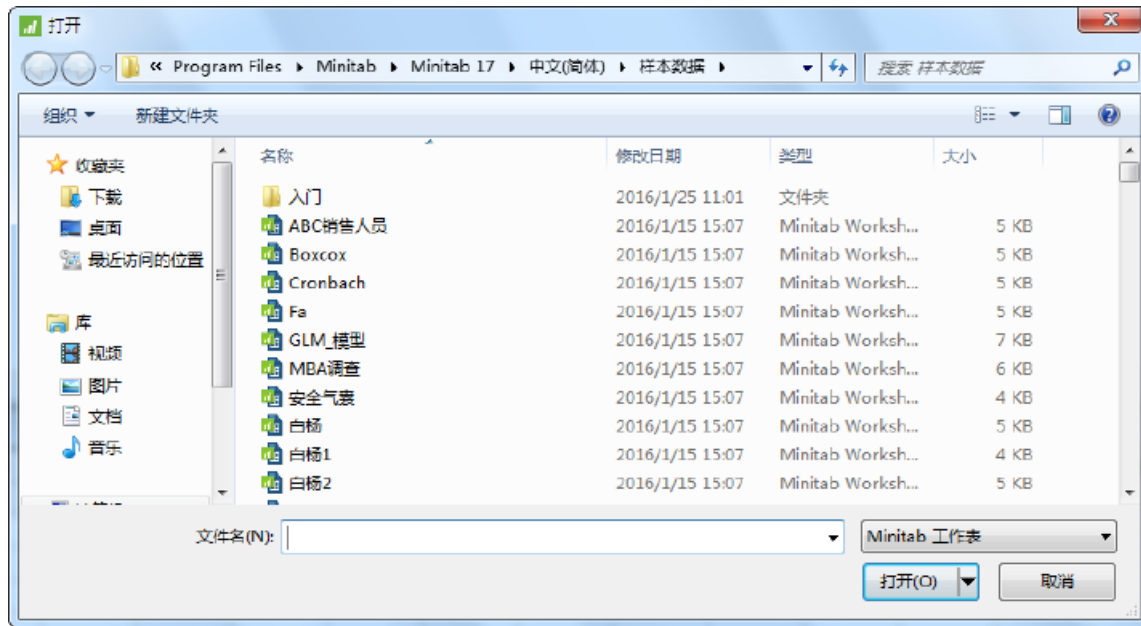 打开
« Program Files ▸ Minitab ▸ Minitab 17 ▸ 中文(简体) ▸ 样本数据 ▸ 搜索 样本数据
组织 新建文件夹
名称 修改日期 类型 大小
收藏夹
下载
桌面
最近访问的位置
库
视频
图片
文档
音乐
入门 2016/1/25 11:01 文件夹
ABC销售人员 2016/1/15 15:07 Minitab Worksh... 5 KB
Boxcox 2016/1/15 15:07 Minitab Worksh... 5 KB
Cronbach 2016/1/15 15:07 Minitab Worksh... 5 KB
Fa 2016/1/15 15:07 Minitab Worksh... 5 KB
GLM_模型 2016/1/15 15:07 Minitab Worksh... 7 KB
MBA调查 2016/1/15 15:07 Minitab Worksh... 6 KB
安全气囊 2016/1/15 15:07 Minitab Worksh... 4 KB
白杨 2016/1/15 15:07 Minitab Worksh... 5 KB
白杨1 2016/1/15 15:07 Minitab Worksh... 4 KB
白杨2 2016/1/15 15:07 Minitab Worksh... 5 KB
文件名(N): Minitab 工作表
打开(O) 取消